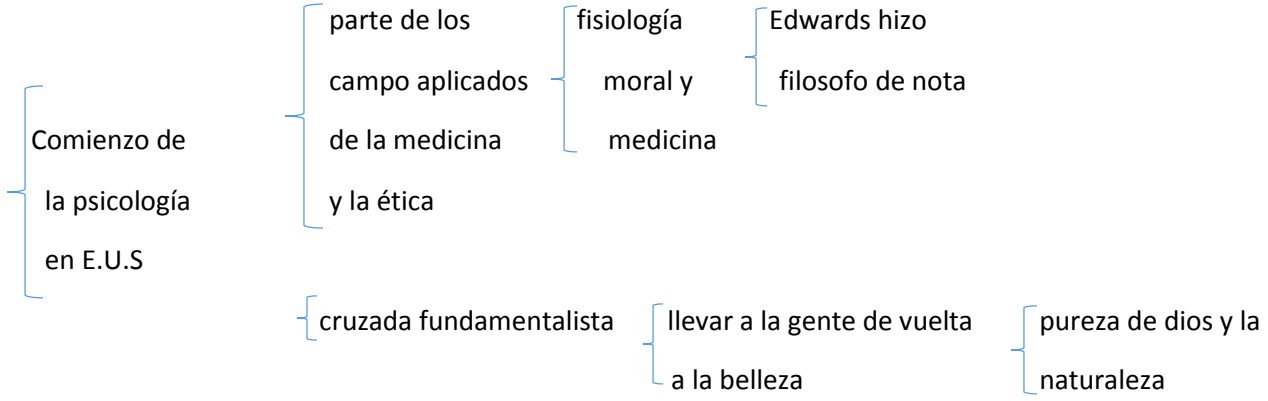 parte de los
campo aplicados
de la medicina
y la ética
fisiología
moral y
medicina
Edwards hizo
filosofo de nota
Comienzo de
la psicología
en E.U.S
cruzada fundamentalista
llevar a la gente de vuelta
a la belleza
pureza de dios y la
naturaleza